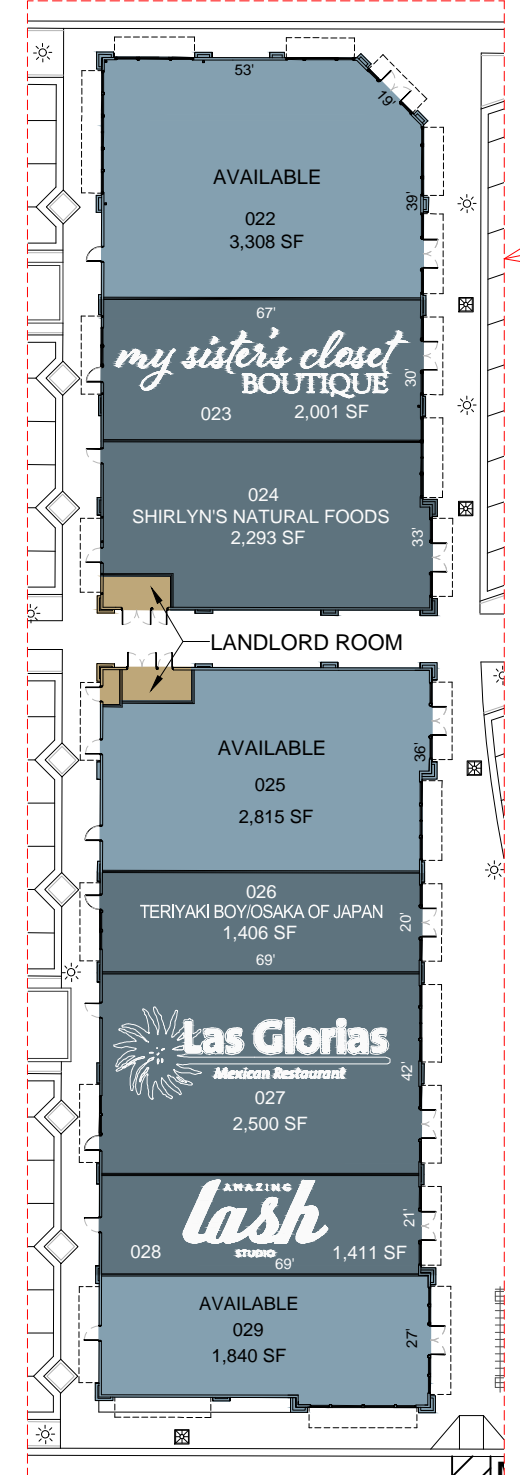 53'
19'
AVAILABLE
022
3,308 SF
39'
67'
my sister's closet
BOUTIQUE
30'
023 2,001 SF
024
SHIRLYN'S NATURAL FOODS
2,293 SF
33'
LANDLORD ROOM
AVAILABLE
36'
025
2,815 SF
026
TERIYAKI BOY/OSAKA OF JAPAN
1,406 SF
20'
69'
Las Glorias
Mexican Restaurant
42'
027
2,500 SF
AMAZING
lash
STUDIO
21'
028 69' 1,411 SF
AVAILABLE
029
1,840 SF
27'